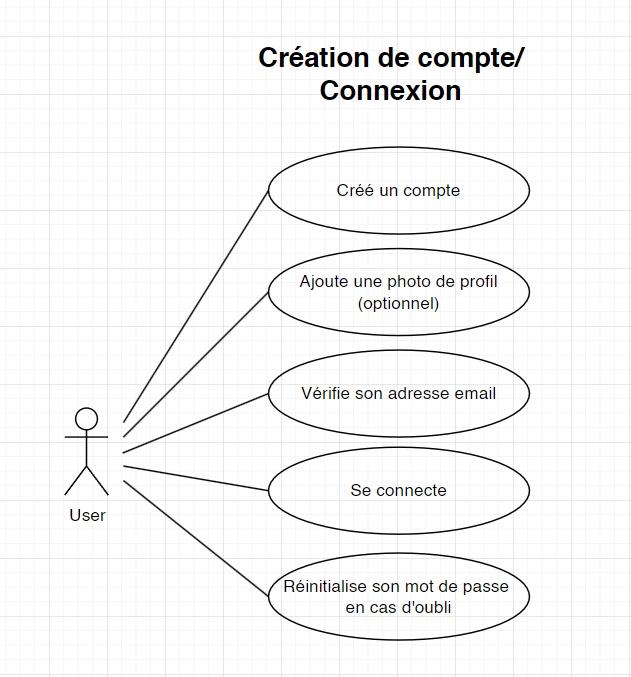 Création de compte/
Connexion
Créé un compte
Ajoute une photo de profil
(optionnel)
Vérifie son adresse email
Se connecte
User
Réinitialise son mot de passe
en cas d'oubli